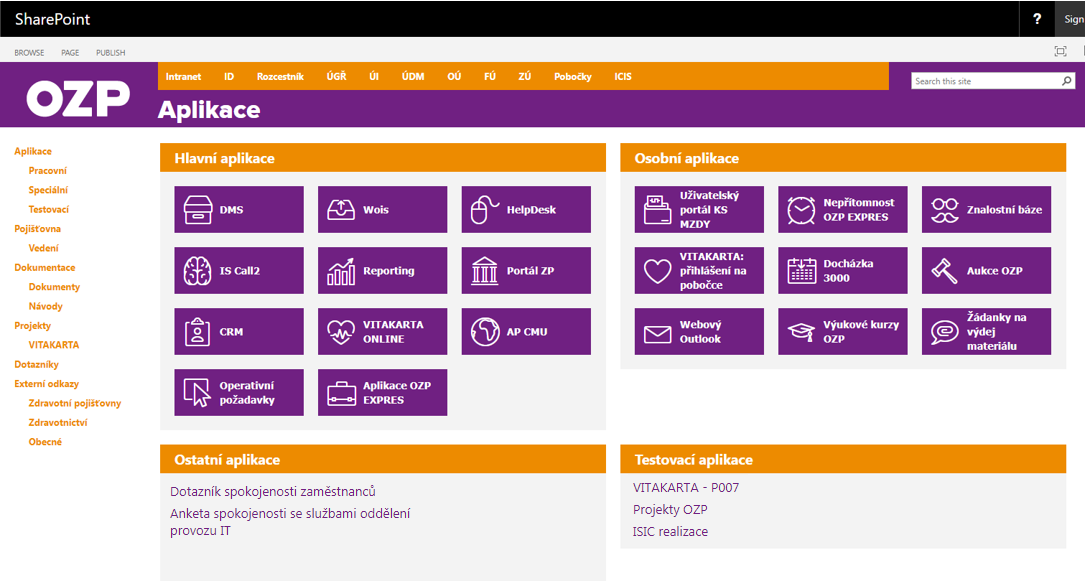 SharePoint
?
Sign
BROWSE PAGE PUBLISH
OZP
Intranet ID Rozcestník ÚGŘ ÚI ÚDM OÚ FÚ ZÚ Pobočky ICIS
Search this site
Aplikace
Aplikace
Pracovní
Speciální
Testovací
Pojišťovna
Vedení
Dokumentace
Dokumenty
Návody
Projekty
VITAKARTA
Dotazníky
Externí odkazy
Zdravotní pojišťovny
Zdravotnictví
Obecné
Hlavní aplikace
DMS
Wois
HelpDesk
IS Call2
Reporting
Portál ZP
CRM
VITAKARTA
ONLINE
AP CMU
Operativní
požadavky
Aplikace OZP
EXPRES
Osobní aplikace
Uživatelský
portál KS
MZDY
Nepřítomnost
OZP EXPRES
Znalostní báze
VITAKARTA:
přihlášení na
pobočce
Docházka
3000
Aukce OZP
Webový
Outlook
Výukové kurzy
OZP
Žádanky na
výdej
materiálu
Ostatní aplikace
Dotazník spokojenosti zaměstnanců
Anketa spokojenosti se službami oddělení
provozu IT
Testovací aplikace
VITAKARTA - P007
Projekty OZP
ISIC realizace